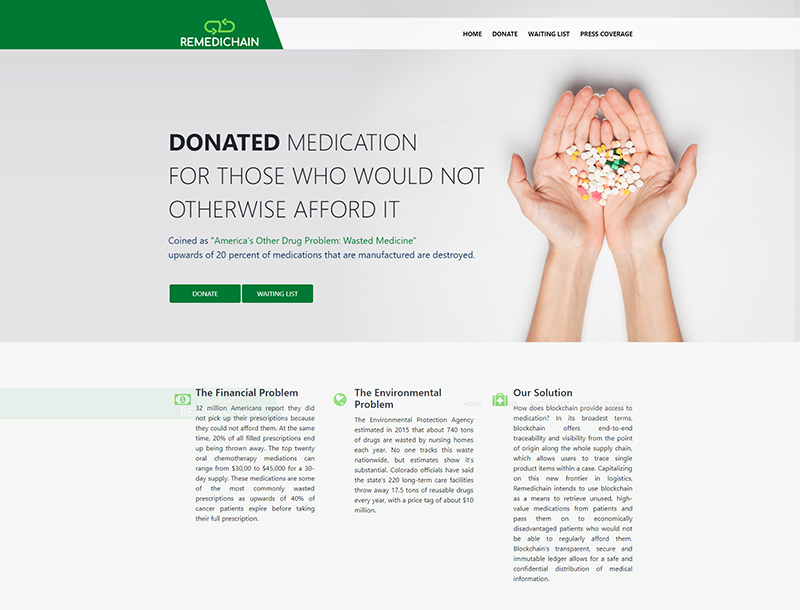 REMEDICHAIN
HOME DONATE WAITING LIST PRESS COVERAGE
DONATED MEDICATION
FOR THOSE WHO WOULD NOT
OTHERWISE AFFORD IT
Coined as "America's Other Drug Problem: Wasted Medicine"
upwards of 20 percent of medications that are manufactured are destroyed.
DONATE WAITING LIST
The Financial Problem
32 million Americans report they did
not pick up their prescriptions because
they could not afford them. At the same
time, 20% of all filled prescriptions end
up being thrown away. The top twenty
oral chemotherapy mediations can
range from $30,00 to $45,000 for a 30-
day supply. These medications are some
of the most commonly wasted
prescriptions as upwards of 40% of
cancer patients expire before taking
their full prescription.
The Environmental
Problem
The Environmental Protection Agency
estimated in 2015 that about 740 tons
of drugs are wasted by nursing homes
each year. No one tracks this waste
nationwide, but estimates show it's
substantial. Colorado officials have said
the state's 220 long-term care facilities
throw away 17.5 tons of reusable drugs
every year, with a price tag of about $10
million.
Our Solution
How does blockchain provide access to
medication? In its broadest terms,
blockchain offers end-to-end
traceability and visibility from the point
of origin along the whole supply chain,
which allows users to trace single
product items within a case. Capitalizing
on this new frontier in logistics,
Remedichain intends to use blockchain
as a means to retrieve unused, high-
value medications from patients and
pass them on to economically
disadvantaged patients who would not
be able to regularly afford them.
Blockchain's transparent, secure and
immutable ledger allows for a safe and
confidential distribution of medical
information.